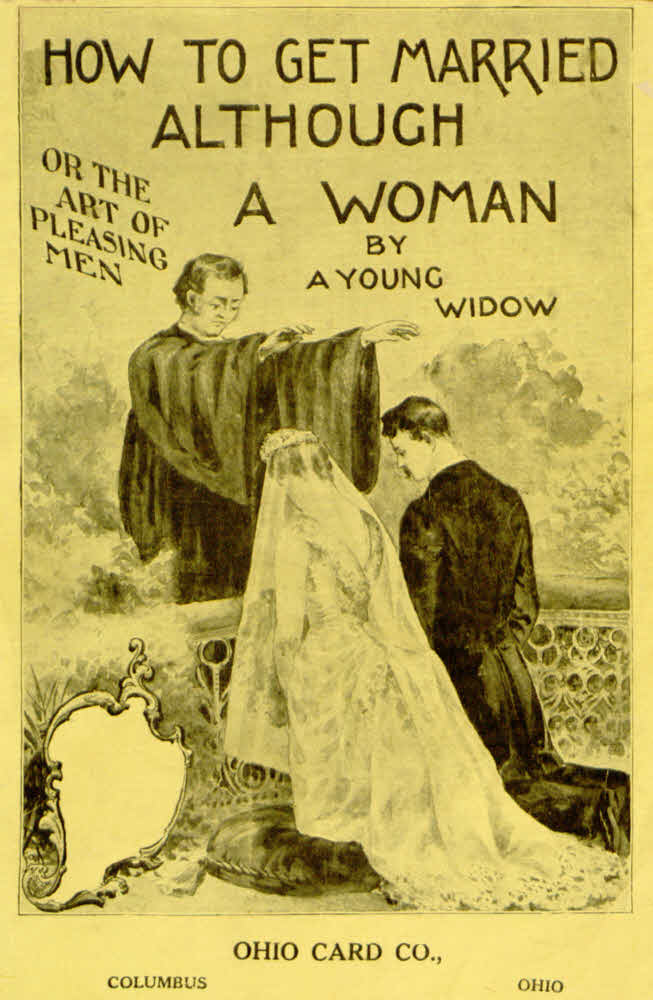 HOW TO GET MARRIED
ALTHOUGH
A WOMAN
BY
A YOUNG
WIDOW
OR THE
ART OF
PLEASING
MEN
OHIO CARD CO.,
COLUMBUS OHIO